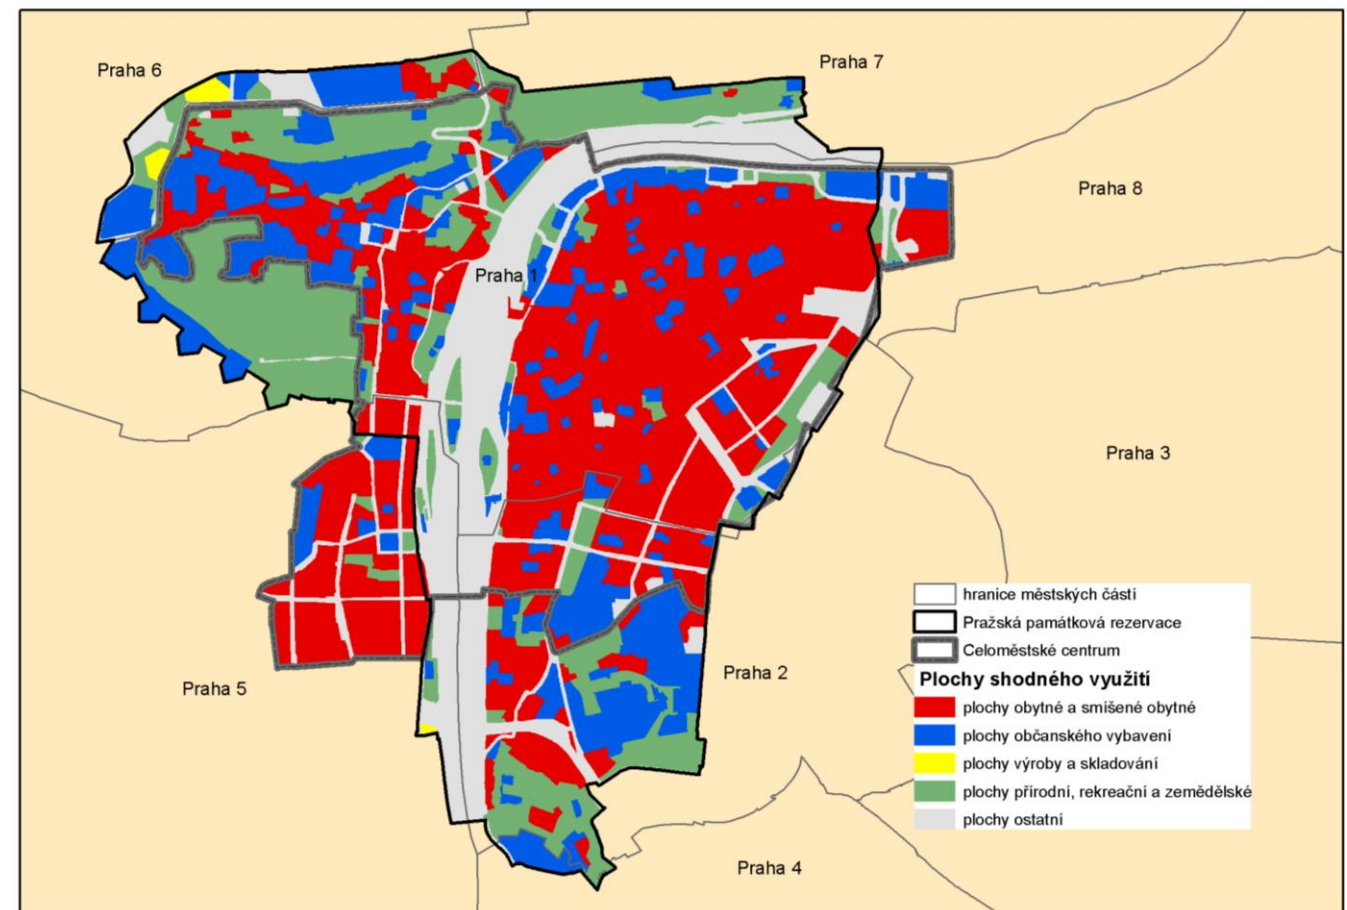 Praha 6
Praha 7
Praha 8
Praha 1
Praha 3
Praha 5
Praha 2
Praha 4
hranice městských částí
Pražská památková rezervace
Celoměstské centrum
Plochy shodného využití
plochy obytné a smíšené obytné
plochy občanského vybavení
plochy výroby a skladování
plochy přírodní, rekreační a zemědělské
plochy ostatní